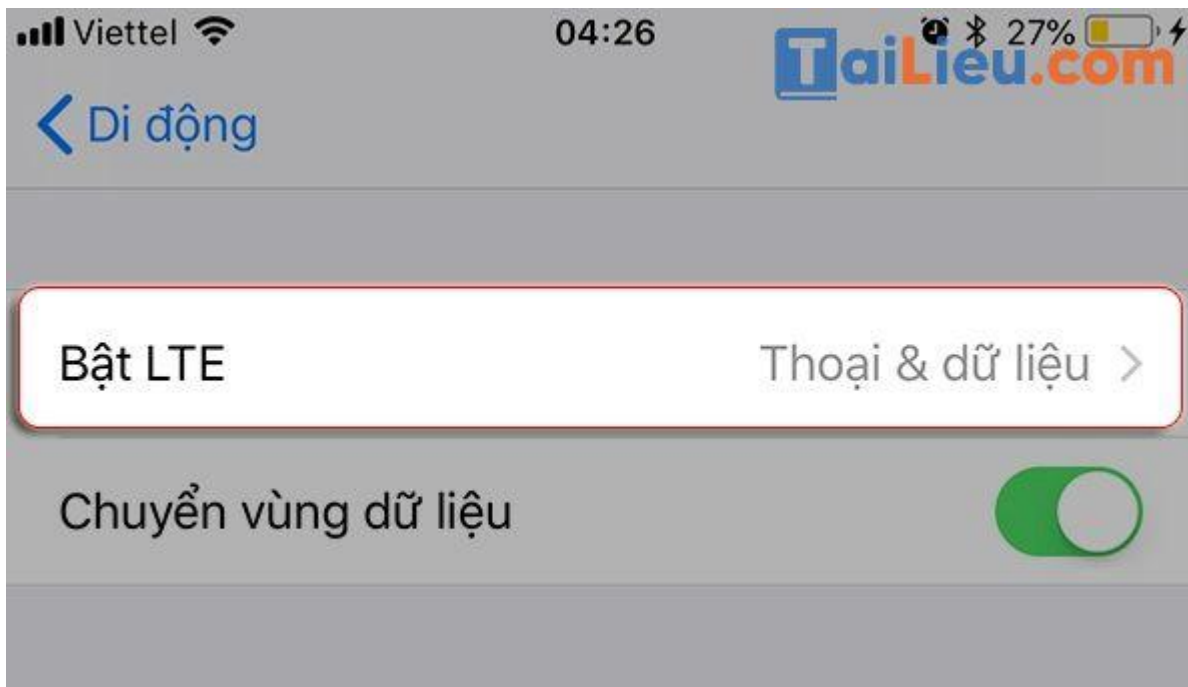 Viettel 04:26 27%
TaiLieu.com
Di động
Bật LTE Thoại & dữ liệu
Chuyển vùng dữ liệu